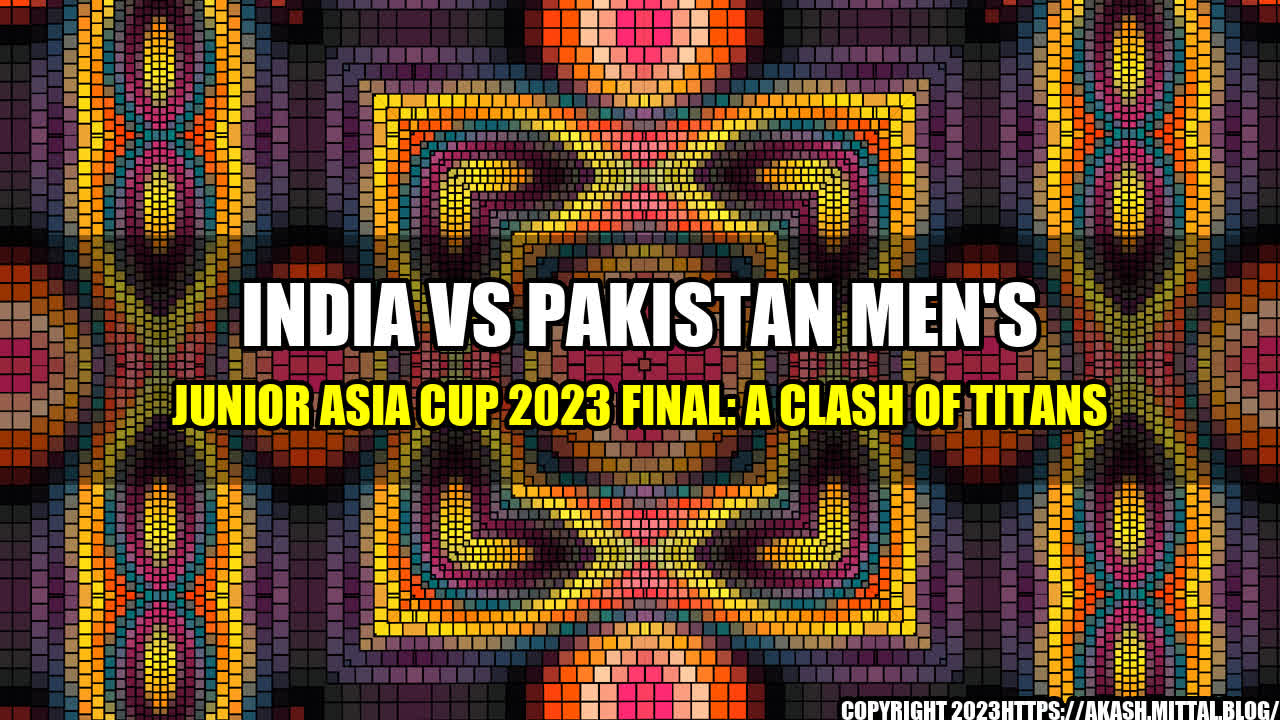 INDIA VS PAKISTAN MEN'S
JUNIOR ASIA CUP 2023 FINAL: A CLASH OF TITANS
COPYRIGHT 2023HTTPS://AKASH.MITTAL.BLOG/